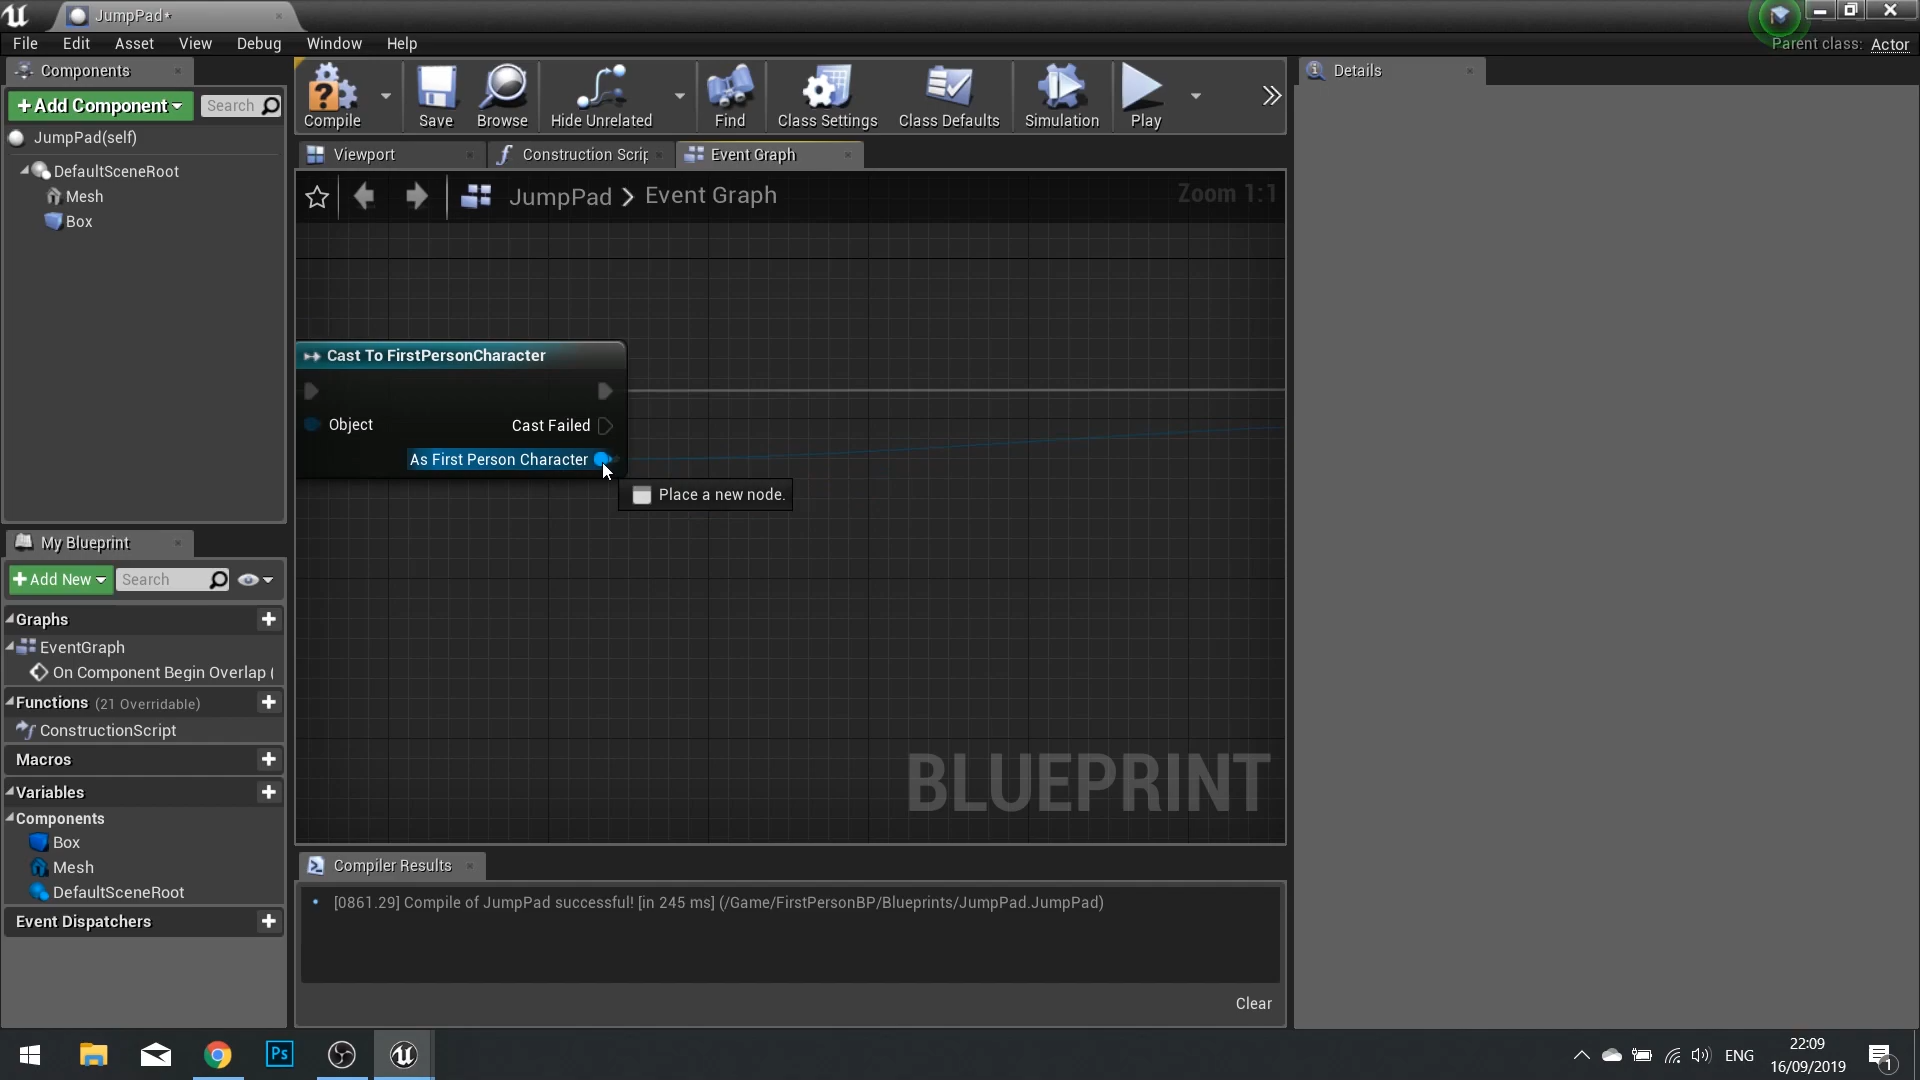 JumpPad*
File Edit Asset View Debug Window Help
Parent class: Actor
Components
+Add Component
Search
JumpPad(self)
DefaultSceneRoot
Mesh
Box
Compile
Save
Browse
Hide Unrelated
Find
Class Settings
Class Defaults
Simulation
Play
Details
Viewport
Construction Scrip
Event Graph
JumpPad > Event Graph
Zoom 1:1
Cast To FirstPersonCharacter
Object
Cast Failed
As First Person Character
Place a new node.
BLUEPRINT
My Blueprint
+Add New
Search
Graphs
EventGraph
On Component Begin Overlap (
Functions (21 Overridable)
ConstructionScript
Macros
Variables
Components
Box
Mesh
DefaultSceneRoot
Event Dispatchers
Compiler Results
[0861.29] Compile of JumpPad successful! [in 245 ms] (/Game/FirstPersonBP/Blueprints/JumpPad.JumpPad)
Clear
Ps
ENG
22:09
16/09/2019
1